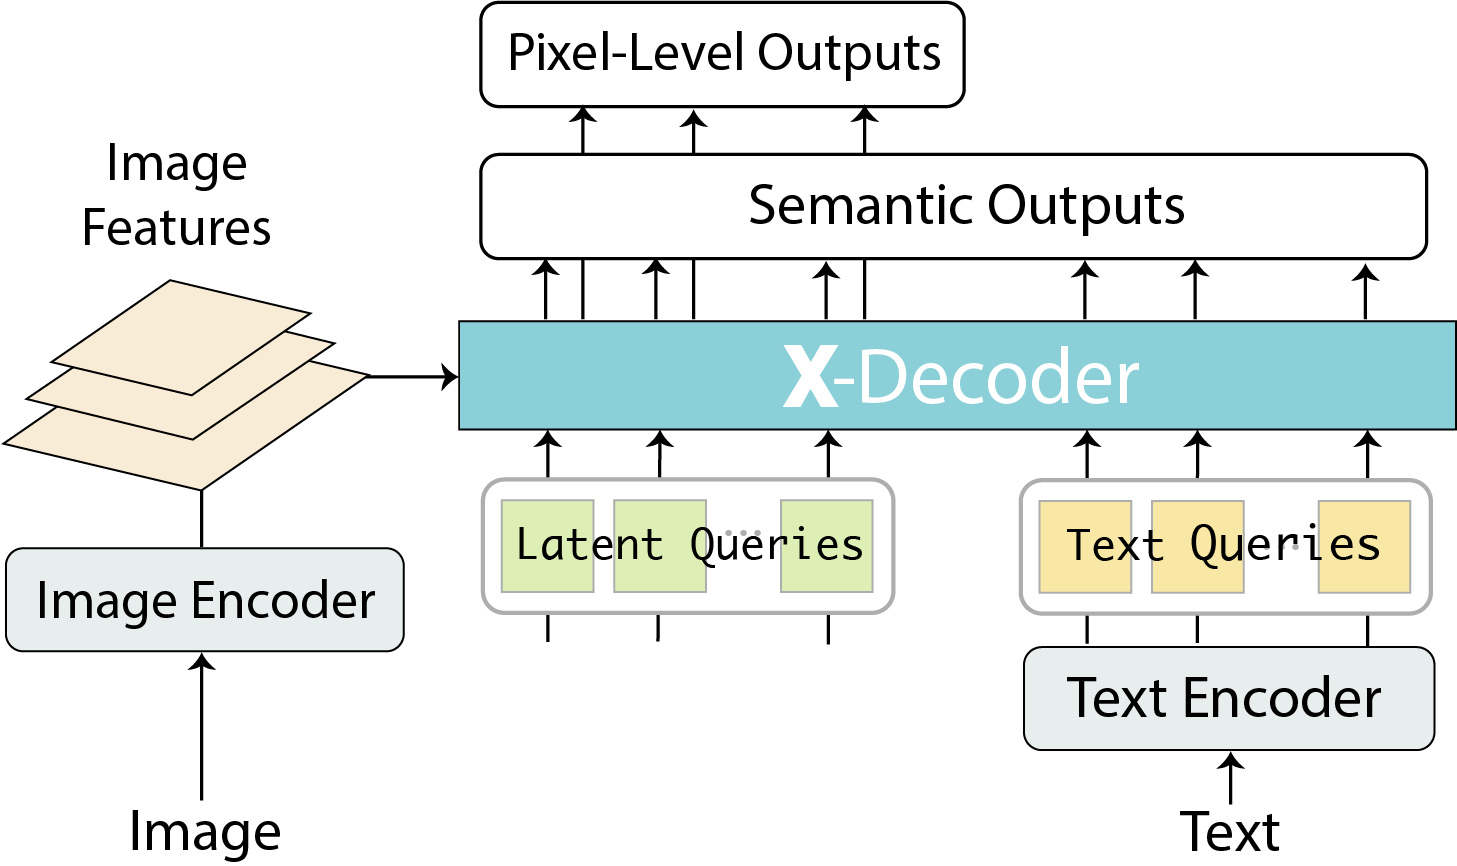 Pixel-Level Outputs
Semantic Outputs
Image
Features
X-Decoder
Latent Queries
Text Queries
Image Encoder
Text Encoder
Image
Text